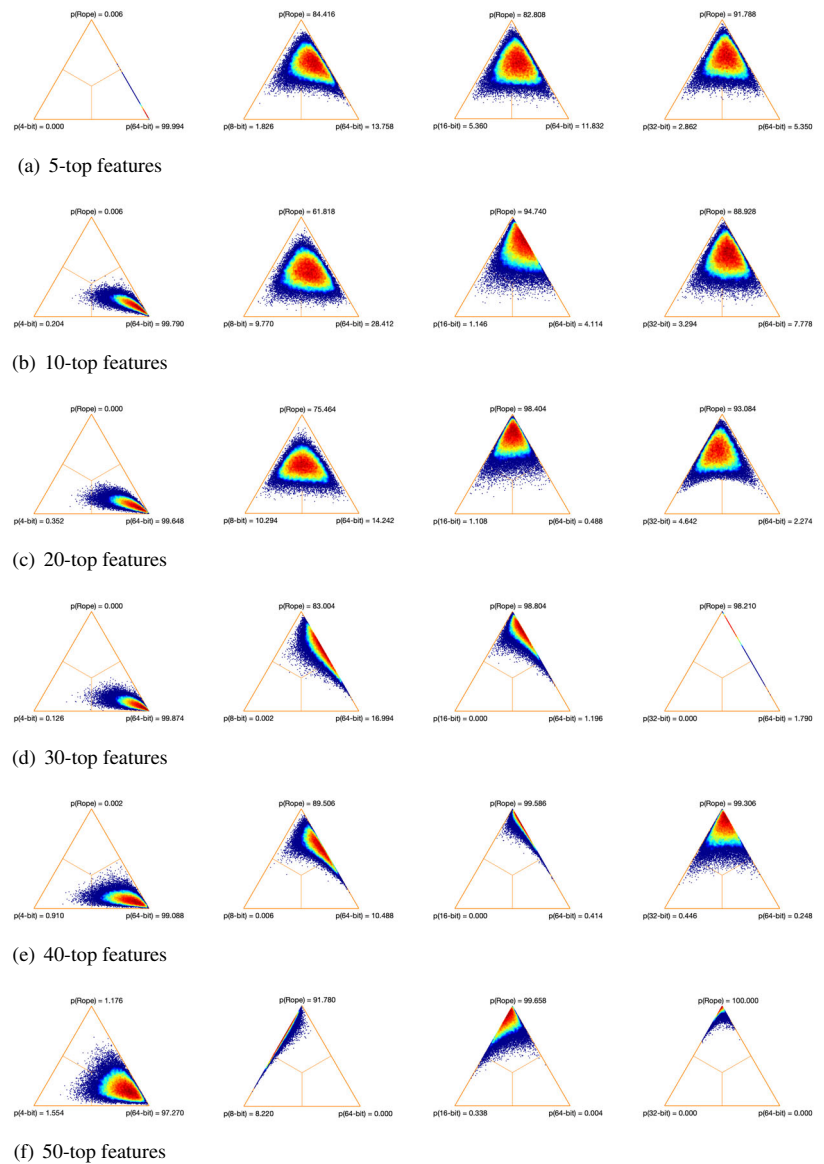 p(Rope) = 0.006 84.416 82.808 91.788
p(Rope) =
p(4-bit) = 0.000 p(64-bit) = 99.994 p(8-bit) = 1.826 p(64-bit) = 13.758 p(16-bit) = 5.360 p(64-bit) = 11.832 p(32-bit) = 2.862 p(64-bit) = 5.350
(a) 5-top features
p(Rope) = 0.006 p(Rope) = 61.818 p(Rope) = 94.740 p(Rope) = 88.928
p(4-bit) = 0.204 p(64-bit) = 99.790 p(8-bit) = 9.770 p(64-bit) = 28.412 p(16-bit) = 1.146 p(64-bit) = 4.114 p(32-bit) = 3.294 p(64-bit) = 7.778
(b) 10-top features
p(Rope) = 0.000 p(Rope) = 75.464 p(Rope) = 98.404 p(Rope) = 93.084
p(4-bit) = 0.352 p(64-bit) = 99.648 p(8-bit) = 10.294 p(64-bit) = 14.242 p(16-bit) = 1.108 p(64-bit) = 0.488 p(32-bit) = 4.642 p(64-bit) = 2.274
(c) 20-top features
p(Rope) = 0.000 p(Rope) = 83.004 p(Rope) = 98.804 p(Rope) = 98.210
p(4-bit) = 0.126 p(64-bit) = 99.874 p(8-bit) = 0.002 p(64-bit) = 16.994 p(16-bit) = 0.000 p(64-bit) = 1.196 p(32-bit) = 0.000 p(64-bit) = 1.790
(d) 30-top features
p(Rope) = 0.002 p(Rope) = 89.506 p(Rope) = 99.586 p(Rope) = 99.306
p(4-bit) = 0.910 p(64-bit) = 99.088 p(8-bit) = 0.006 p(64-bit) = 10.488 p(16-bit) = 0.000 p(64-bit) = 0.414 p(32-bit) = 0.446 p(64-bit) = 0.248
(e) 40-top features
p(Rope) = 1.176 p(Rope) = 91.780 p(Rope) = 99.658 p(Rope) = 100.000
p(4-bit) = 1.554 p(64-bit) = 97.270 p(8-bit) = 8.220 p(64-bit) = 0.000 p(16-bit) = 0.338 p(64-bit) = 0.004 p(32-bit) = 0.000 p(64-bit) = 0.000
(f) 50-top features